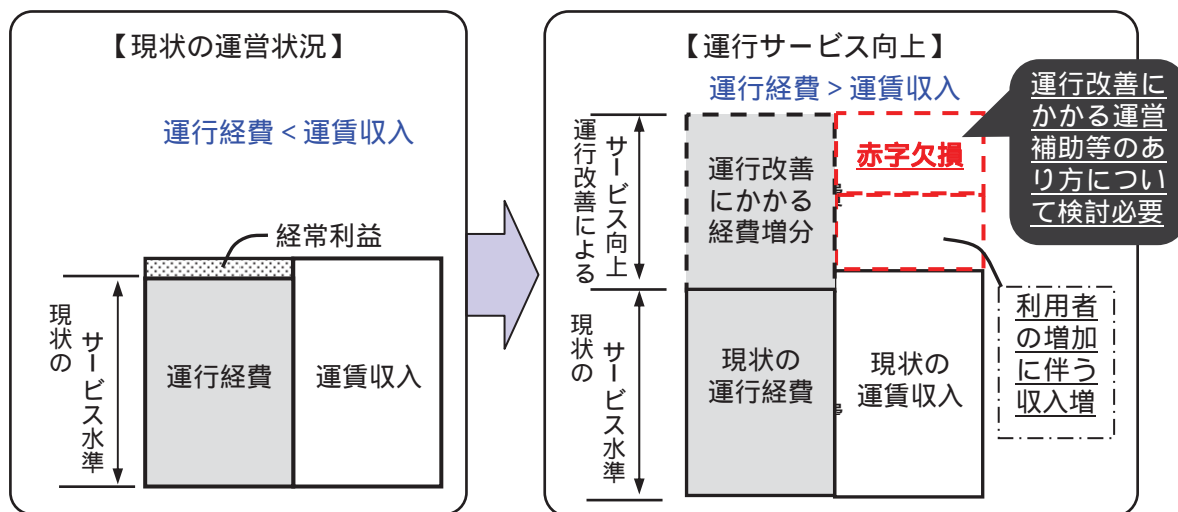 【現状の運営状況】
運行経費＜運賃収入
経常利益
現状の
サービス水準
運行経費
運賃収入
【運行サービス向上】
運行経費＞運賃収入
運行改善による
サービス向上
運行改善
にかかる
経費増分
赤字欠損
運行改善に
かかる運営
補助等のあ
り方につい
て検討必要
現状の
サービス水準
現状の
運行経費
現状の
運賃収入
利用者
の増加
に伴う
収入増